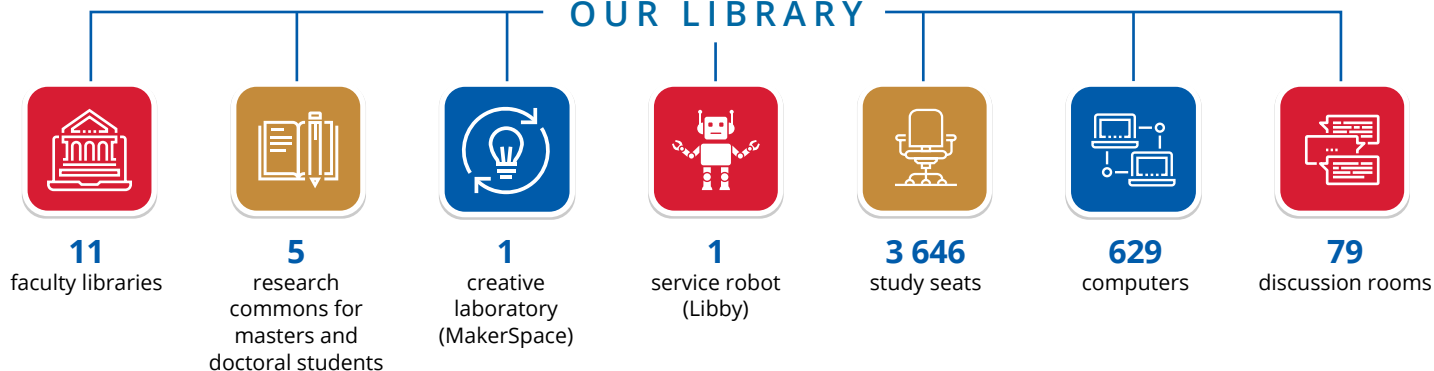 OUR LIBRARY
11
faculty libraries
5
research
commons for
masters and
doctoral students
1
creative
laboratory
(MakerSpace)
1
service robot
(Libby)
3 646
study seats
629
computers
79
discussion rooms